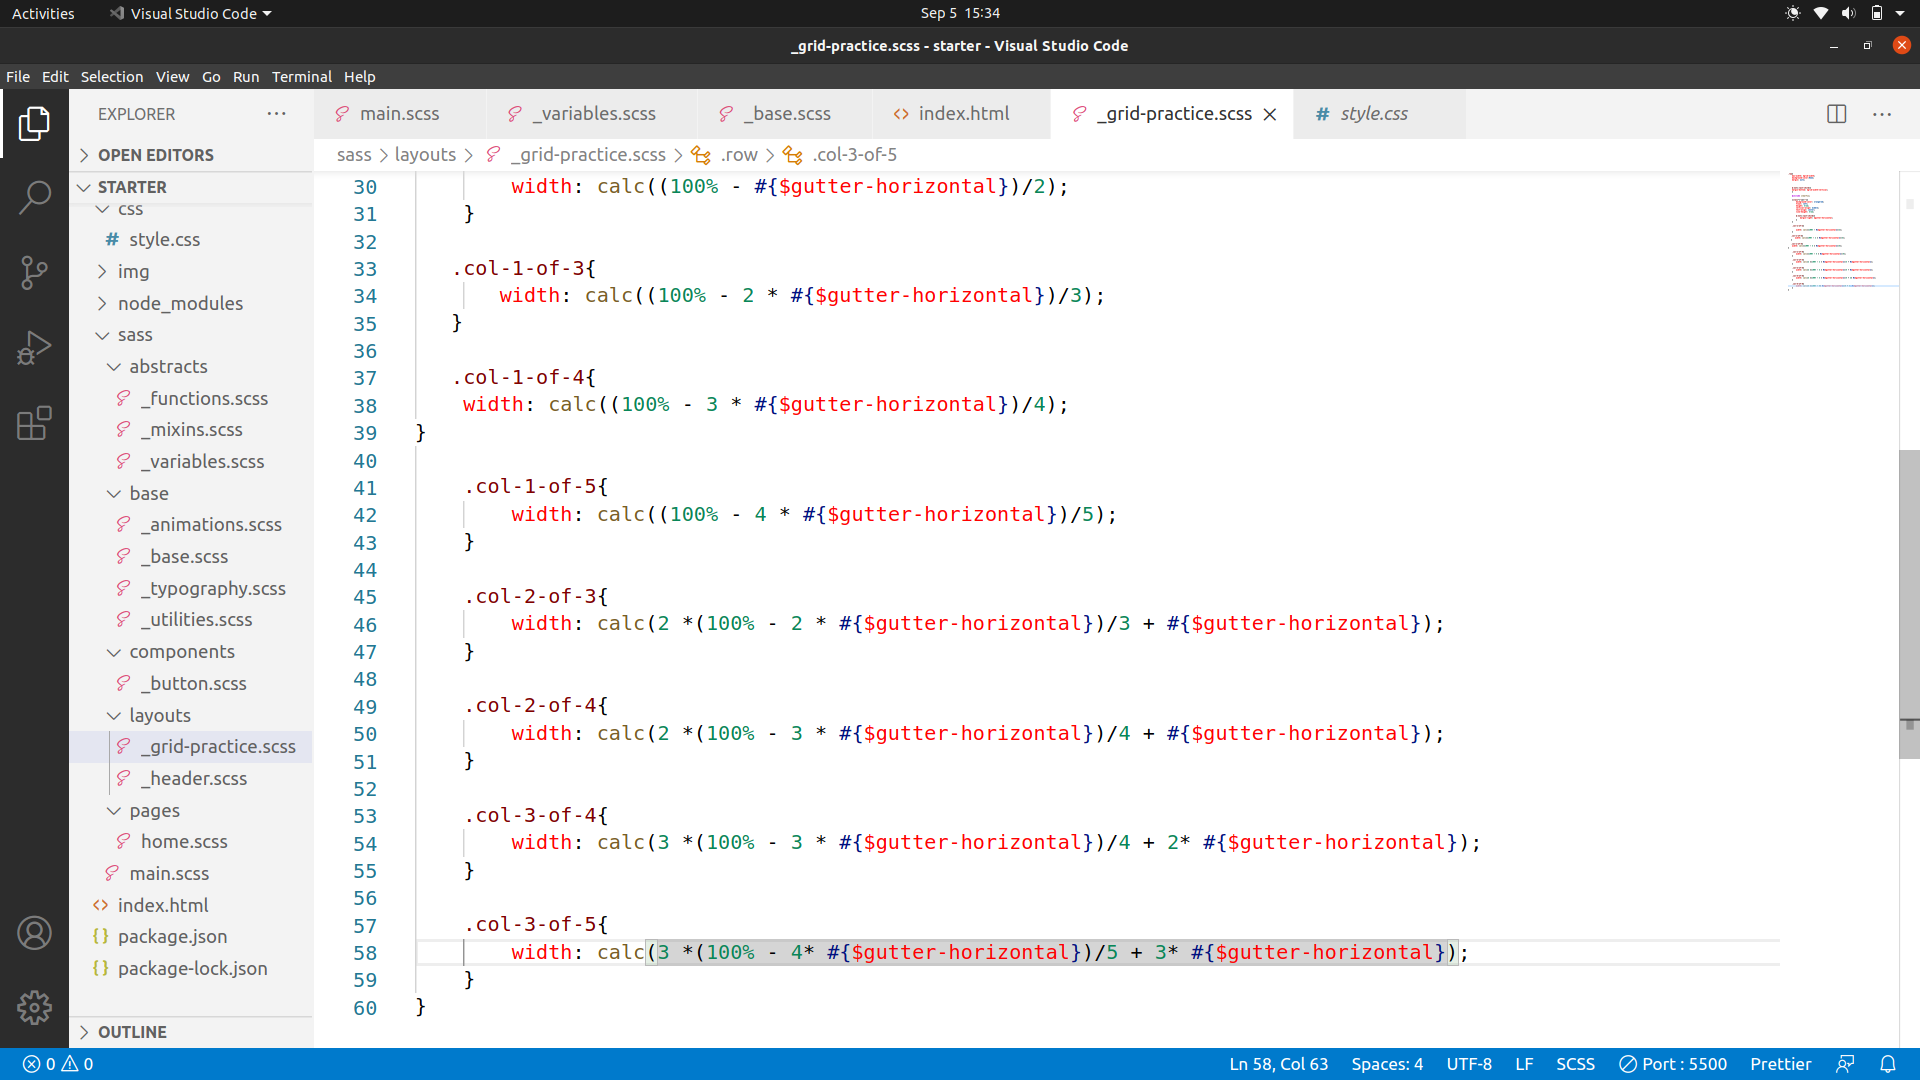 Activities
Visual Studio Code
Sep 5 15:34
_grid-practice.scss - starter - Visual Studio Code
File Edit Selection View Go Run Terminal Help
EXPLORER
OPEN EDITORS
STARTER
css
# style.css
img
node_modules
sass
abstracts
_functions.scss
_mixins.scss
_variables.scss
base
_animations.scss
_base.scss
_typography.scss
_utilities.scss
components
_button.scss
layouts
_grid-practice.scss
_header.scss
pages
home.scss
main.scss
<> index.html
{} package.json
{} package-lock.json
OUTLINE
main.scss _variables.scss _base.scss <> index.html _grid-practice.scss # style.css
sass > layouts > _grid-practice.scss > .row > .col-3-of-5
30 width: calc((100% - #{$gutter-horizontal})/2);
31 }
32
33 .col-1-of-3{
34 width: calc((100% - 2 * #{$gutter-horizontal})/3);
35 }
36
37 .col-1-of-4{
38 width: calc((100% - 3 * #{$gutter-horizontal})/4);
39 }
40
41 .col-1-of-5{
42 width: calc((100% - 4 * #{$gutter-horizontal})/5);
43 }
44
45 .col-2-of-3{
46 width: calc(2 *(100% - 2 * #{$gutter-horizontal})/3 + #{$gutter-horizontal});
47 }
48
49 .col-2-of-4{
50 width: calc(2 *(100% - 3 * #{$gutter-horizontal})/4 + #{$gutter-horizontal});
51 }
52
53 .col-3-of-4{
54 width: calc(3 *(100% - 3 * #{$gutter-horizontal})/4 + 2* #{$gutter-horizontal});
55 }
56
57 .col-3-of-5{
58 width: calc(3 *(100% - 4* #{$gutter-horizontal})/5 + 3* #{$gutter-horizontal});
59 }
60 }
0 0
Ln 58, Col 63 Spaces: 4 UTF-8 LF SCSS Port : 5500 Prettier